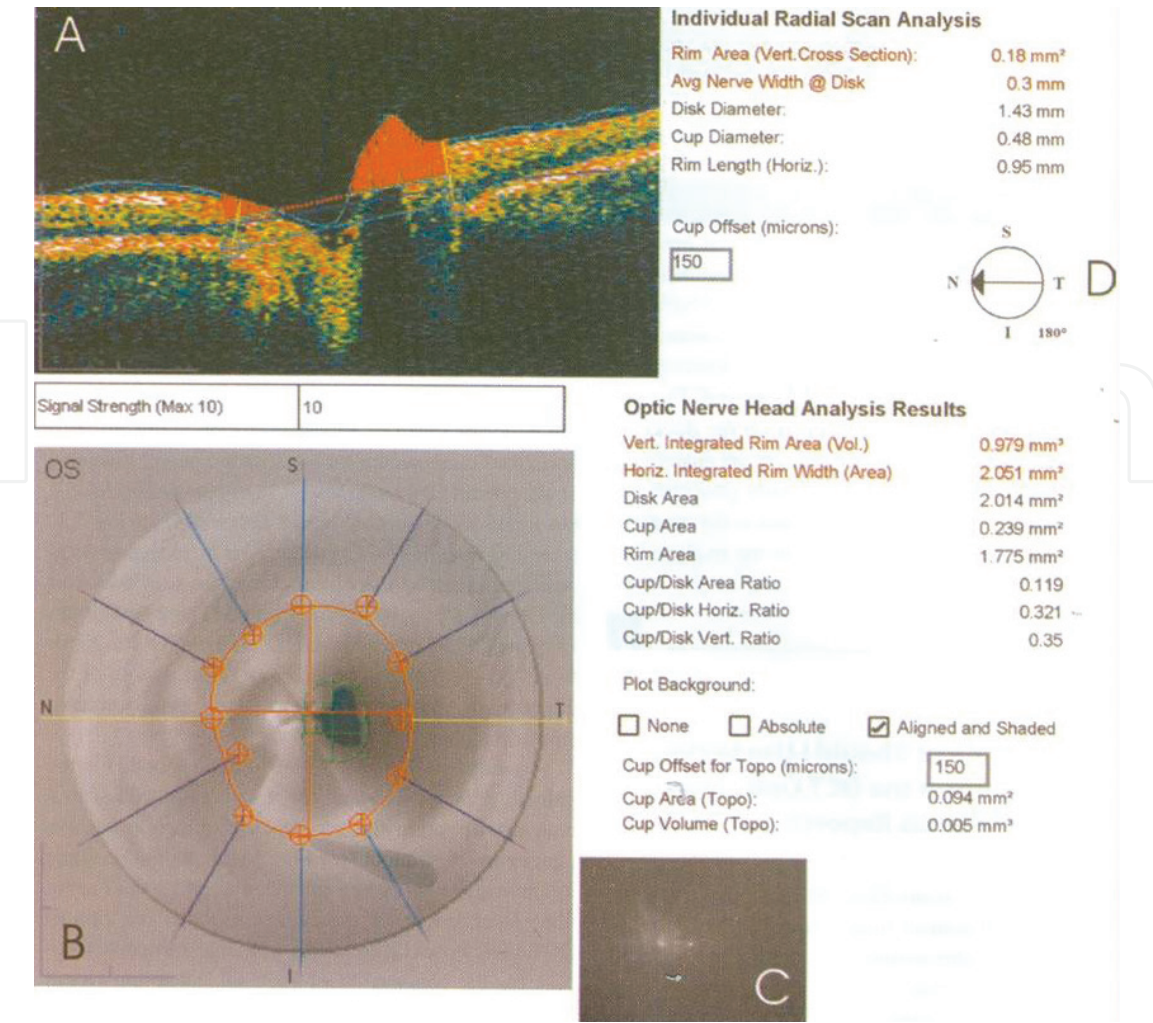 A
Individual Radial Scan Analysis
Rim Area (Vert.Cross Section): 0.18 mm²
Avg Nerve Width @ Disk 0.3 mm
Disk Diameter: 1.43 mm
Cup Diameter: 0.48 mm
Rim Length (Horiz.): 0.95 mm
Cup Offset (microns):
150
S
N T D
I 180°
Signal Strength (Max 10) 10
Optic Nerve Head Analysis Results
Vert. Integrated Rim Area (Vol.) 0.979 mm³
Horiz. Integrated Rim Width (Area) 2.051 mm²
Disk Area 2.014 mm²
Cup Area 0.239 mm²
Rim Area 1.775 mm²
Cup/Disk Area Ratio 0.119
Cup/Disk Horiz. Ratio 0.321
Cup/Disk Vert. Ratio 0.35
Plot Background:
None Absolute Aligned and Shaded
Cup Offset for Topo (microns): 150
Cup Area (Topo): 0.094 mm²
Cup Volume (Topo): 0.005 mm³
OS
S
N T
I
B
C